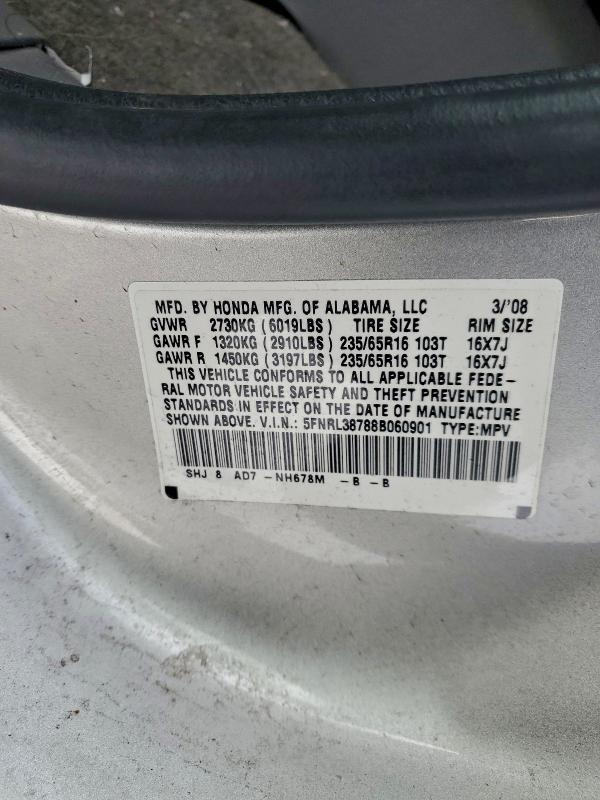 MFD. BY HONDA MFG. OF ALABAMA, LLC 3/'08
GVWR 2730KG (6019LBS) TIRE SIZE RIM SIZE
GAWR F 1320KG (2910LBS) 235/65R16 103T 16X7J
GAWR R 1450KG (3197LBS) 235/65R16 103T 16X7J
THIS VEHICLE CONFORMS TO ALL APPLICABLE FEDE-
RAL MOTOR VEHICLE SAFETY AND THEFT PREVENTION
STANDARDS IN EFFECT ON THE DATE OF MANUFACTURE
SHOWN ABOVE. V.I.N.: 5FNRL38788B060901 TYPE:MPV
SHJ 8 AD7 -NH678M -B -B